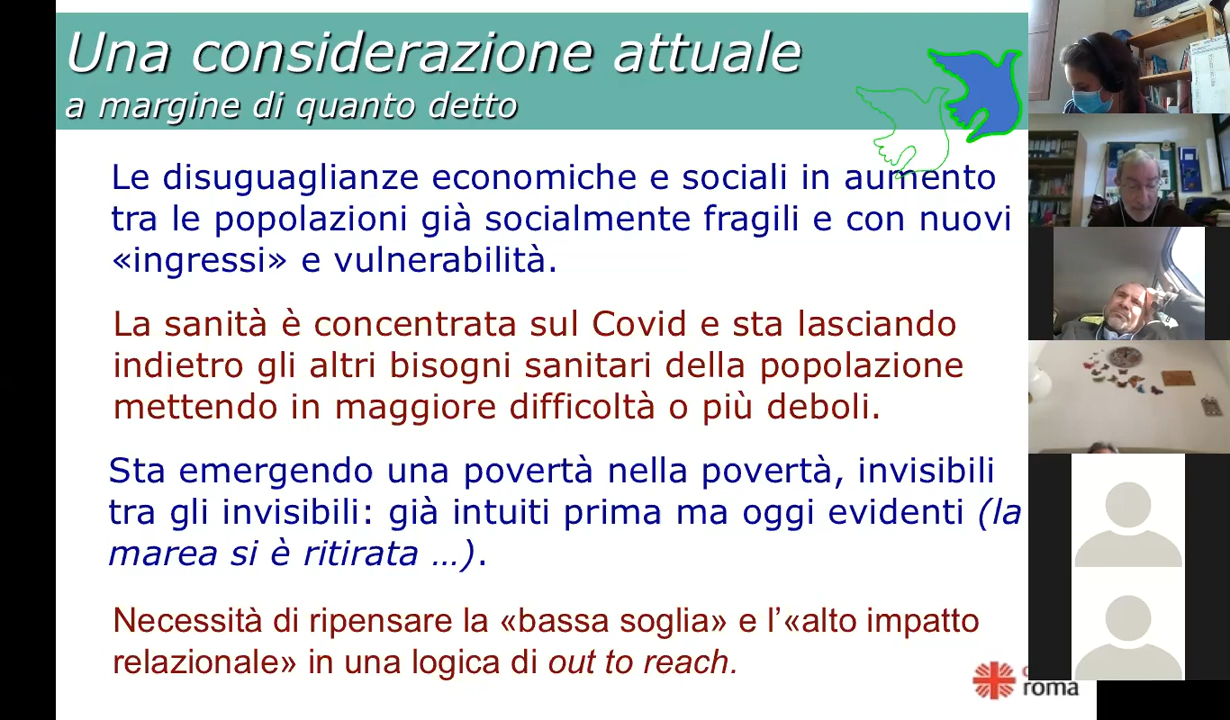 Una considerazione attuale
a margine di quanto detto
Le disuguaglianze economiche e sociali in aumento
tra le popolazioni già socialmente fragili e con nuovi
«ingressi» e vulnerabilità.
La sanità è concentrata sul Covid e sta lasciando
indietro gli altri bisogni sanitari della popolazione
mettendo in maggiore difficoltà o più deboli.
Sta emergendo una povertà nella povertà, invisibili
tra gli invisibili: già intuiti prima ma oggi evidenti (la
marea si è ritirata …).
Necessità di ripensare la «bassa soglia» e l’«alto impatto
relazionale» in una logica di out to reach.
roma